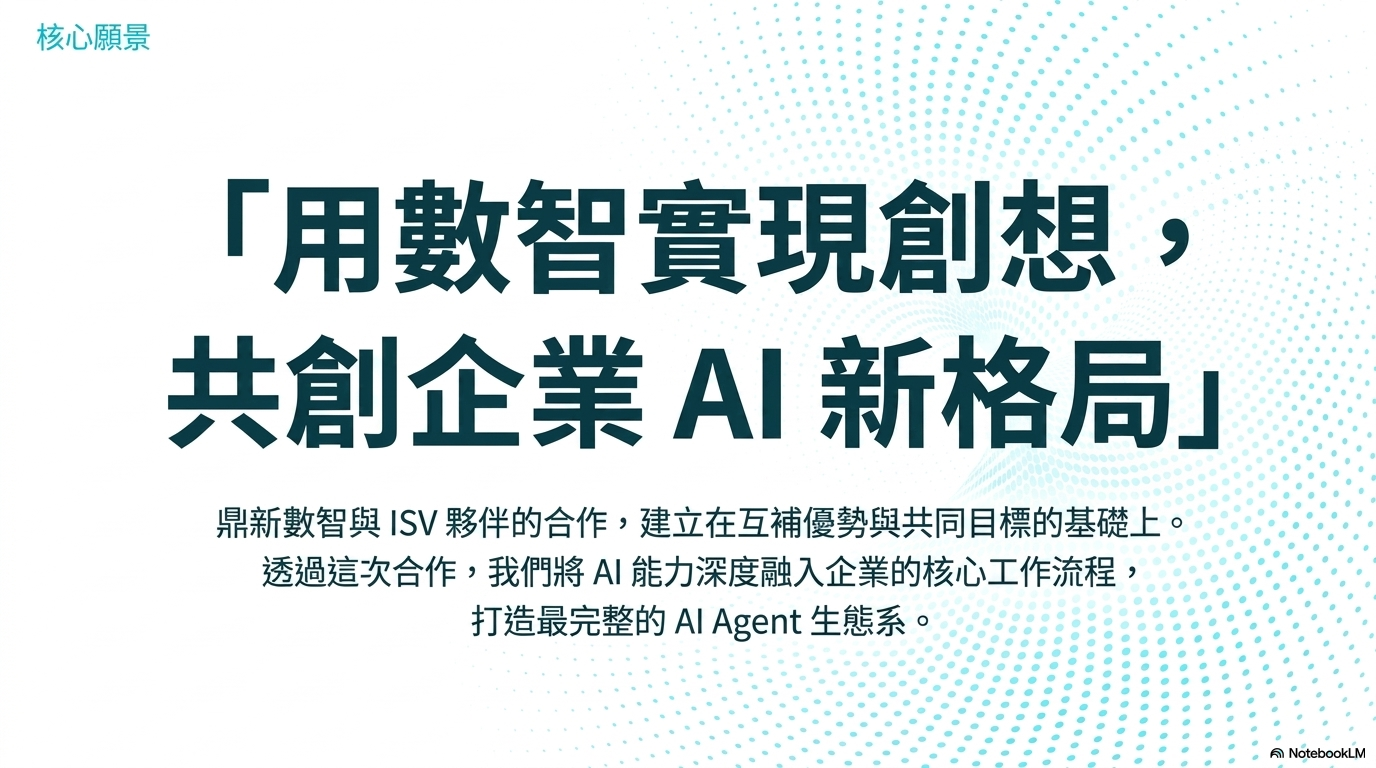 核心願景
「用數智實現創想，
共創企業 AI 新格局」
鼎新數智與 ISV 夥伴的合作，建立在互補優勢與共同目標的基礎上。
透過這次合作，我們將 AI 能力深度融入企業的核心工作流程，
打造最完整的 AI Agent 生態系。
NotebookLM